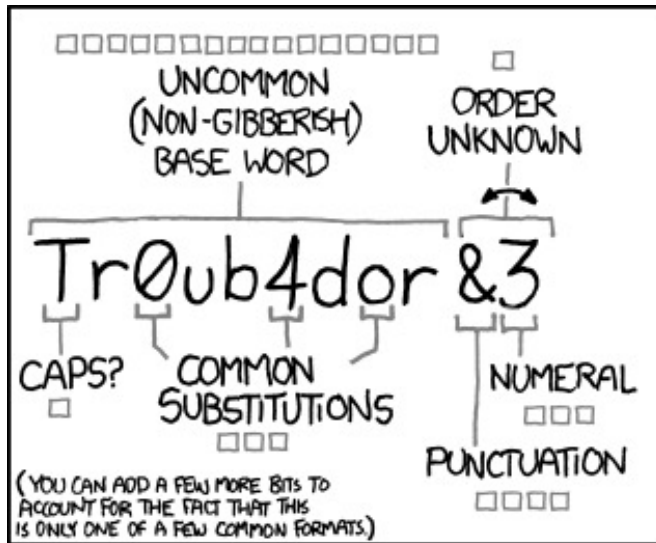 UNCOMMON
(NON-GIBBERISH)
BASE WORD
ORDER
UNKNOWN
Tr0ub4dor &3
CAPS?
COMMON
SUBSTITUTIONS
NUMERAL
PUNCTUATION
(YOU CAN ADD A FEW MORE BITS TO
ACCOUNT FOR THE FACT THAT THIS
IS ONLY ONE OF A FEW COMMON FORMATS.)